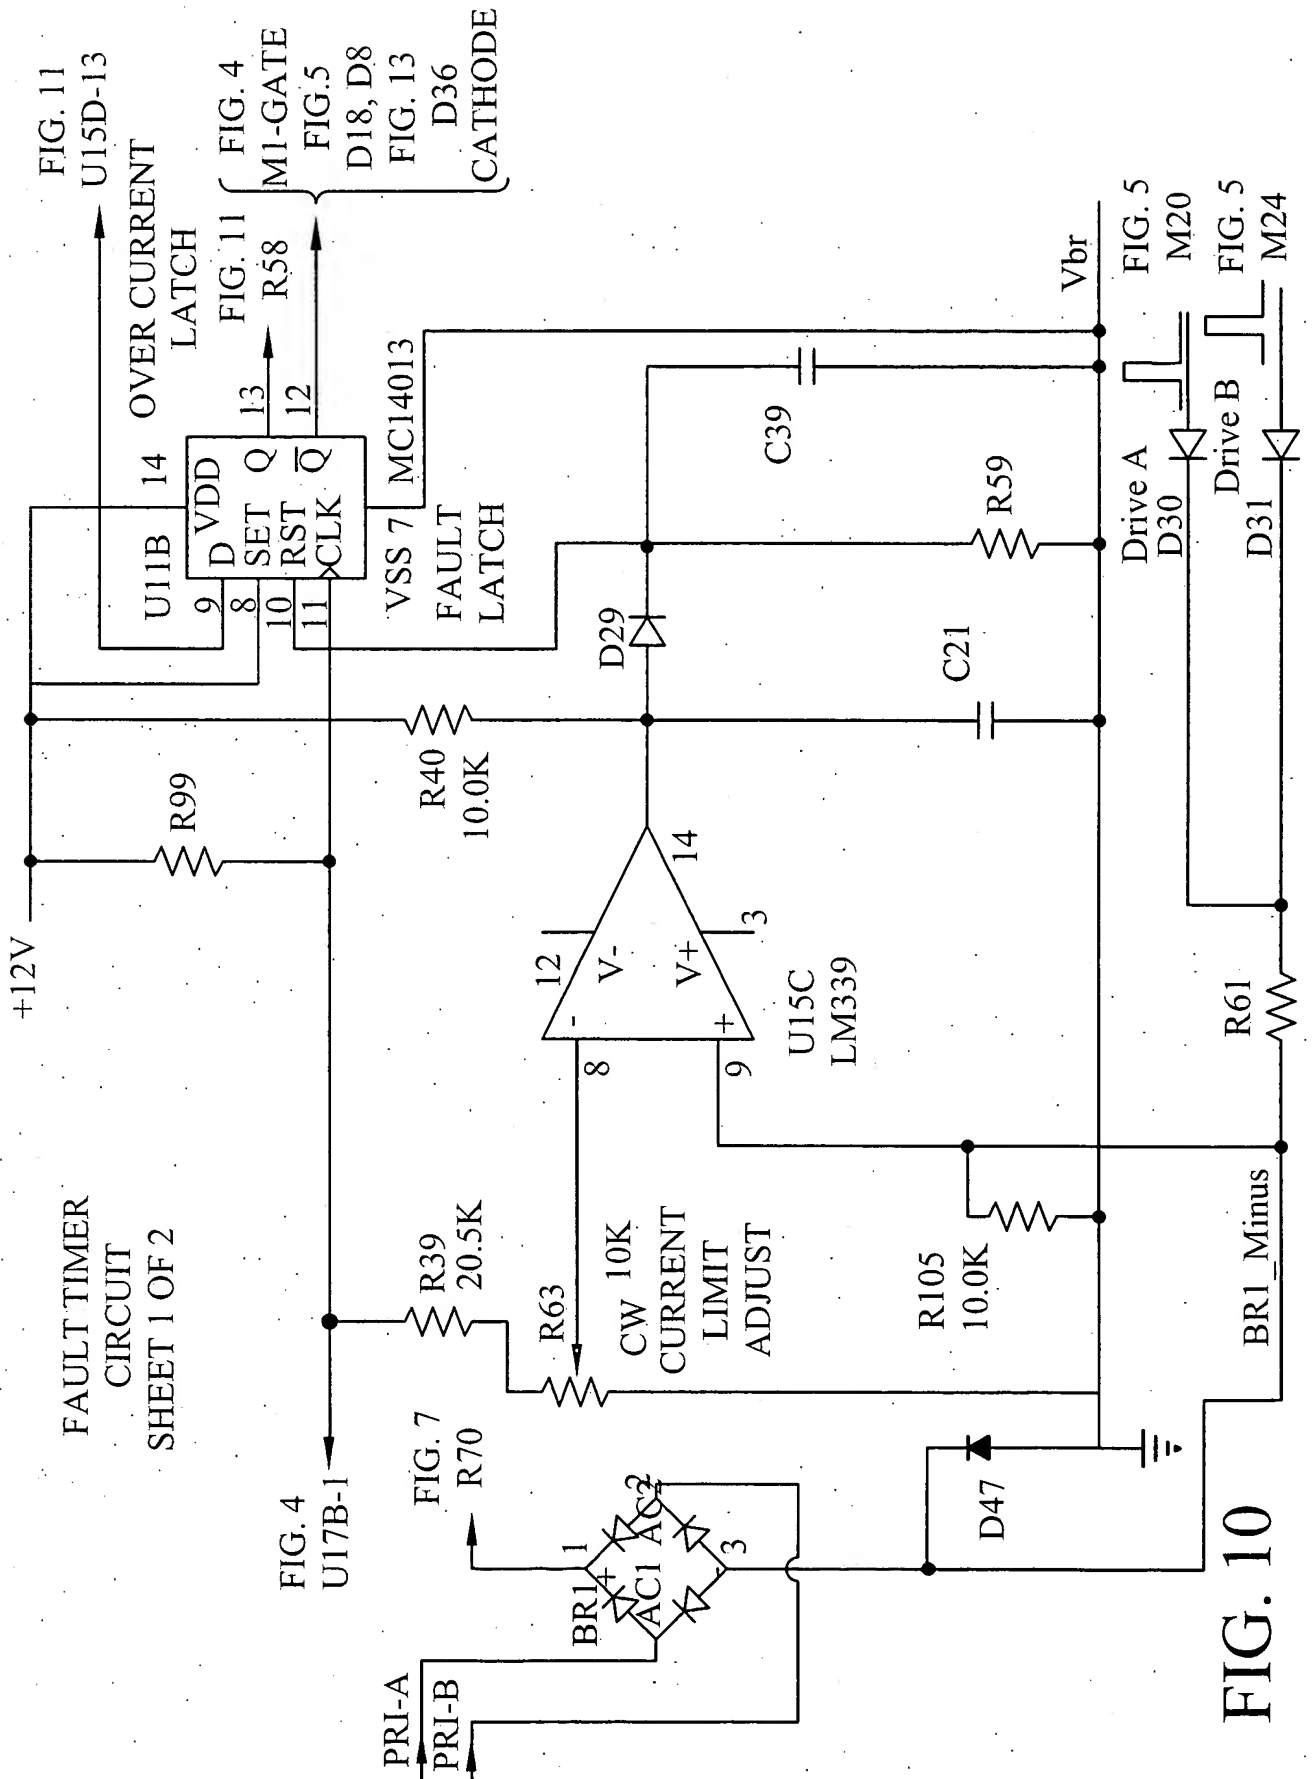 FAULT TIMER
CIRCUIT
SHEET 1 OF 2
+12V
R99
U11B
14
VDD
9
D
8
SET
10
RST
11
CLK
Q
13
Q
12
VSS 7
MC14013
OVER CURRENT
LATCH
FAULT
LATCH
FIG. 11
U15D-13
FIG. 11
R58
FIG. 4
M1-GATE
FIG.5
D18, D8
FIG. 13
D36
CATHODE
FIG. 4
U17B-1
R39
20.5K
R63
CW 10K
CURRENT
LIMIT
ADJUST
R40
10.0K
12
V-
-
8
+
9
V+
3
14
U15C
LM339
D29
C21
C39
R59
Vbr
FIG. 7
R70
PRI-A
PRI-B
BR1
1
+
AC1
AC2
2
-
3
D47
R105
10.0K
BR1_Minus
R61
Drive A
D30
Drive B
D31
FIG. 5
M20
FIG. 5
M24
FIG. 10